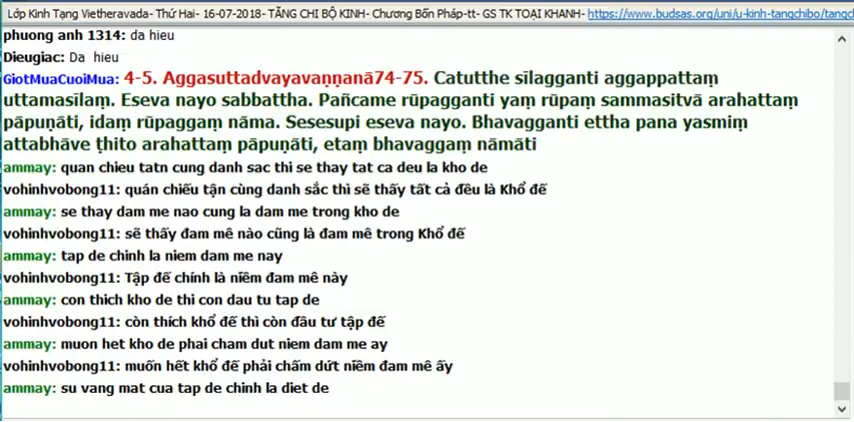 Lớp Kinh Tạng Vietheravada- Thứ Hai- 16-07-2018- TĂNG CHI BỘ KINH- Chương Bốn Pháp-tt- GS TK TOẠI KHANH- https://www.budsas.org/uni/u-kinh-tangchibo/tangc
phuong anh 1314: da hieu
Dieugiac: Da hieu
GiotMuaCuoiMua: 4-5. Aggasuttadvayavaṇṇanā74-75. Catutthe sīlagganti aggappattaṃ
uttamasīlaṃ. Eseva nayo sabbattha. Pañcame rūpagganti yaṃ rūpaṃ sammasitvā arahattaṃ
pāpuṇāti, idaṃ rūpaggaṃ nāma. Sesesupi eseva nayo. Bhavagganti ettha pana yasmiṃ
attabhāve ṭhito arahattaṃ pāpuṇāti, etaṃ bhavaggaṃ nāmāti
ammay: quan chieu tatn cung danh sac thi se thay tat ca deu la kho de
vohinhvobong11: quán chiếu tận cùng danh sắc thì sẽ thấy tất cả đều là Khổ đế
ammay: se thay dam me nao cung la dam me trong kho de
vohinhvobong11: sẽ thấy đam mê nào cũng là đam mê trong Khổ đế
ammay: tap de chinh la niem dam me nay
vohinhvobong11: Tập đế chính là niềm đam mê này
ammay: con thich kho de thi con dau tu tap de
vohinhvobong11: còn thích khổ đế thì còn đầu tư tập đế
ammay: muon het kho de phai cham dut niem dam me ay
vohinhvobong11: muốn hết khổ đế phải chấm dứt niềm đam mê ấy
ammay: su vang mat cua tap de chinh la diet de